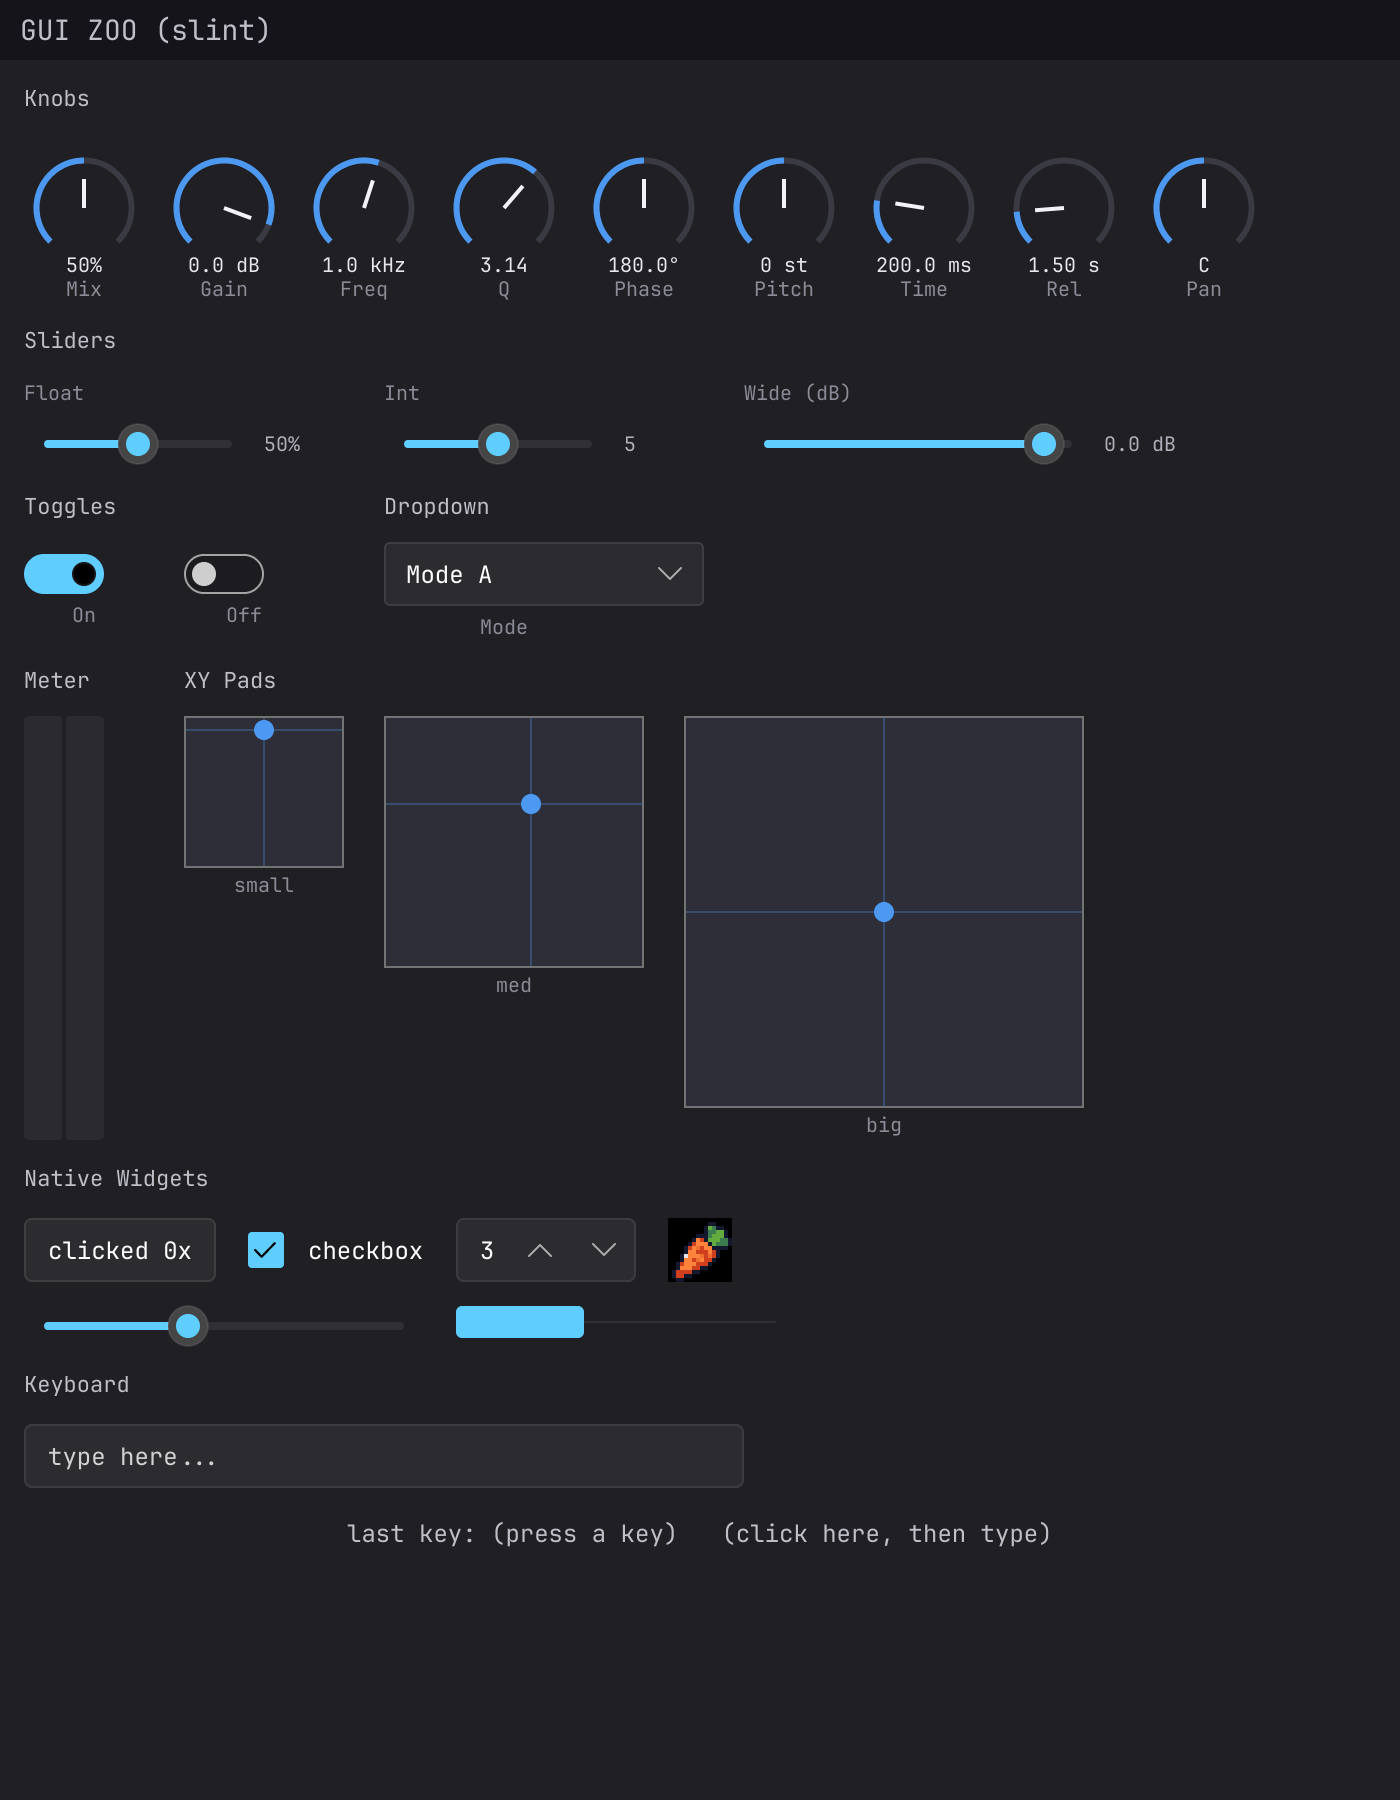 GUI ZOO (slint)
Knobs
50% 0.0 dB 1.0 kHz 3.14 180.0° 0 st 200.0 ms 1.50 s C
Mix Gain Freq Q Phase Pitch Time Rel Pan
Sliders
Float Int Wide (dB)
50% 5 0.0 dB
Toggles Dropdown
Mode A
On Off
Mode
Meter XY Pads
small
med
big
Native Widgets
clicked 0x checkbox 3
Keyboard
type here...
last key: (press a key) (click here, then type)